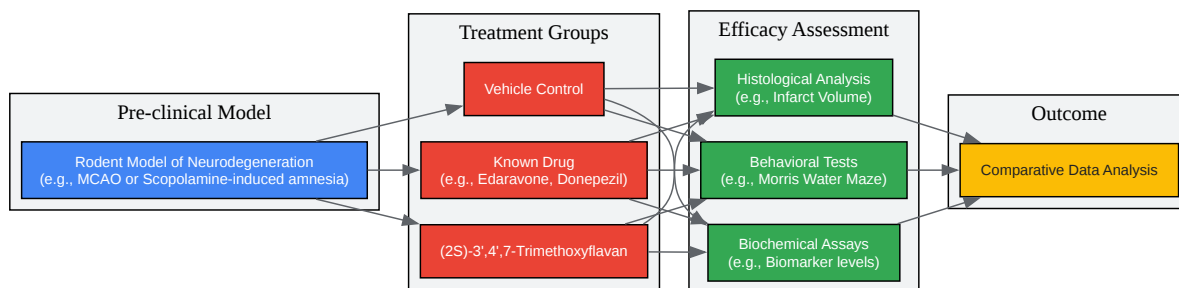 Pre-clinical Model
Rodent Model of Neurodegeneration
(e.g., MCAO or Scopolamine-induced amnesia)
Treatment Groups
Vehicle Control
Known Drug
(e.g., Edaravone, Donepezil)
(2S)-3',4',7-Trimethoxyflavan
Efficacy Assessment
Histological Analysis
(e.g., Infarct Volume)
Behavioral Tests
(e.g., Morris Water Maze)
Biochemical Assays
(e.g., Biomarker levels)
Outcome
Comparative Data Analysis